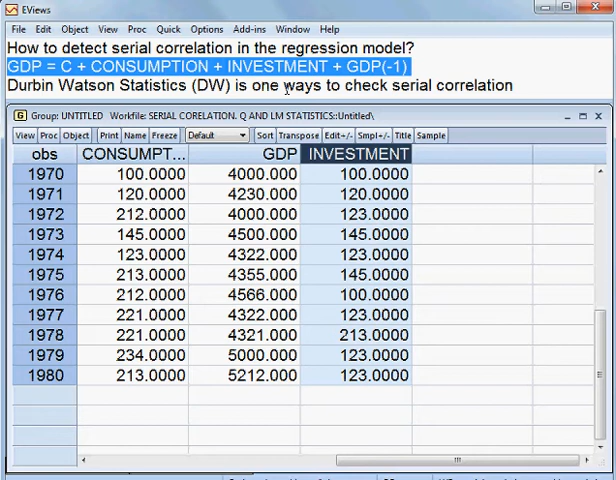 EViews
File Edit Object View Proc Quick Options Add-ins Window Help
How to detect serial correlation in the regression model?
GDP = C + CONSUMPTION + INVESTMENT + GDP(-1)
Durbin Watson Statistics (DW) is one ways to check serial correlation
G Group: UNTITLED Workfile: SERIAL CORELATION. Q AND LM STATISTICS::Untitled\
View Proc Object Print Name Freeze Default Sort Transpose Edit+/- Smpl+/- Title Sample
obs CONSUMPT... GDP INVESTMENT
1970 100.0000 4000.000 100.0000
1971 120.0000 4230.000 120.0000
1972 212.0000 4000.000 123.0000
1973 145.0000 4500.000 145.0000
1974 123.0000 4322.000 123.0000
1975 213.0000 4355.000 145.0000
1976 212.0000 4566.000 100.0000
1977 221.0000 4322.000 123.0000
1978 221.0000 4321.000 213.0000
1979 234.0000 5000.000 123.0000
1980 213.0000 5212.000 123.0000